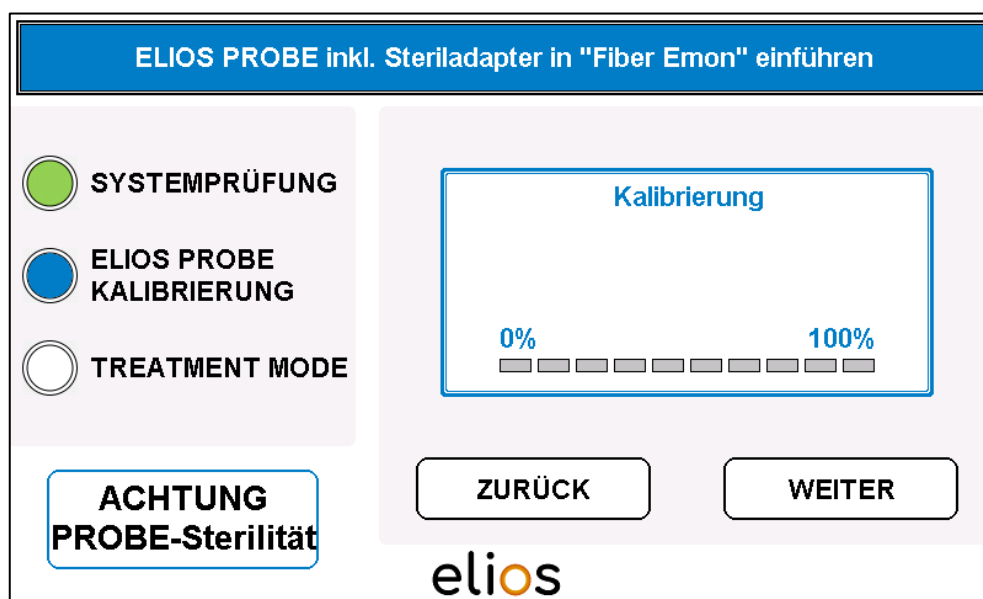 ELIOS PROBE inkl. Steriladapter in "Fiber Emon" einführen
SYSTEMPRÜFUNG
ELIOS PROBE
KALIBRIERUNG
TREATMENT MODE
ACHTUNG
PROBE-Sterilität
Kalibrierung
0% 100%
ZURÜCK
WEITER
elios